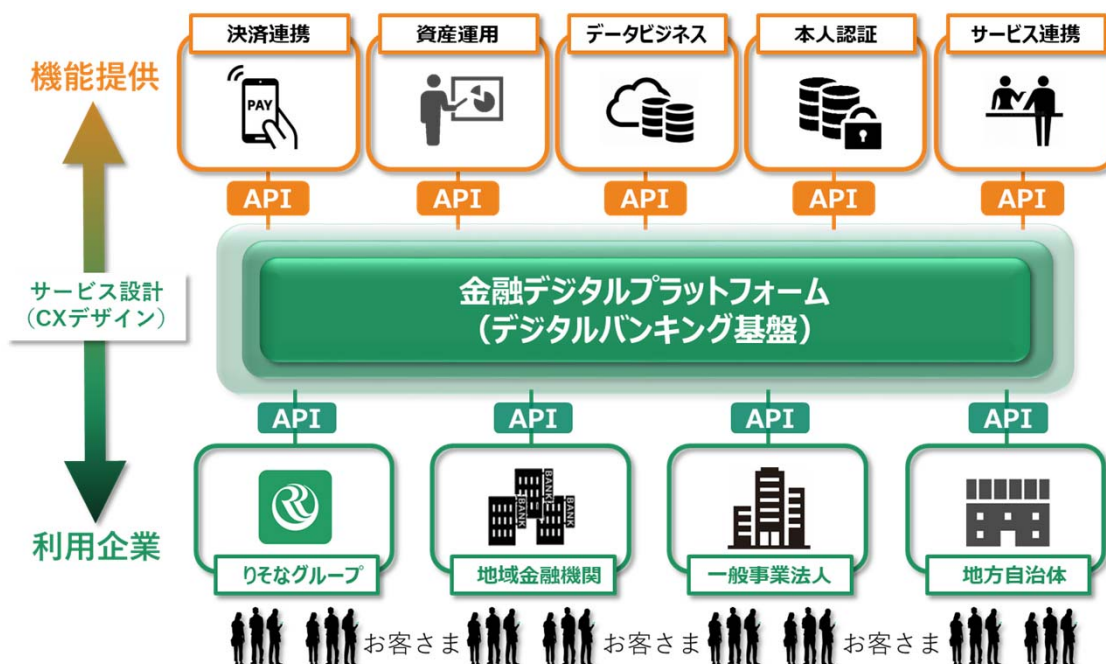 決済連携
資産運用
データビジネス
本人認証
サービス連携
機能提供
PAY
API
API
API
API
API
サービス設計
（CXデザイン）
金融デジタルプラットフォーム
（デジタルバンキング基盤）
API
API
API
API
BANK
BANK
BANK
利用企業
りそなグループ
地域金融機関
一般事業法人
地方自治体
お客さま
お客さま
お客さま